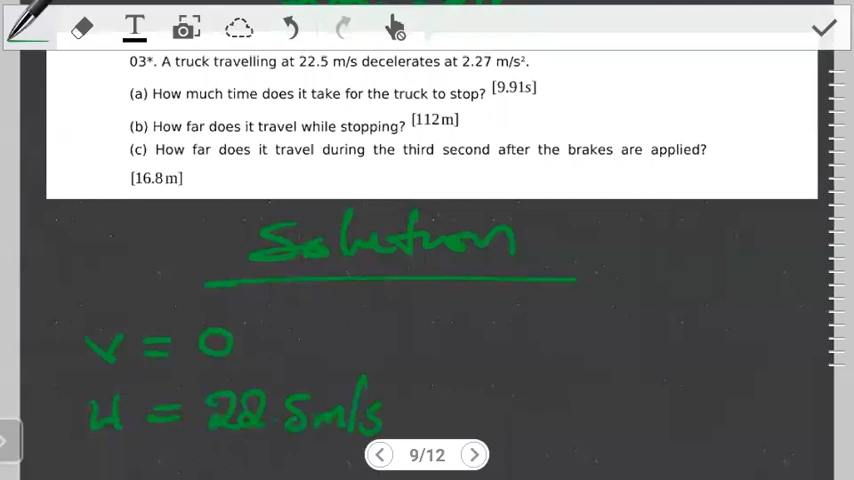 T
03*. A truck travelling at 22.5 m/s decelerates at 2.27 m/s².
(a) How much time does it take for the truck to stop? [9.91s]
(b) How far does it travel while stopping? [112m]
(c) How far does it travel during the third second after the brakes are applied?
[16.8m]
Solution
v = 0
u = 22.5m/s
9/12